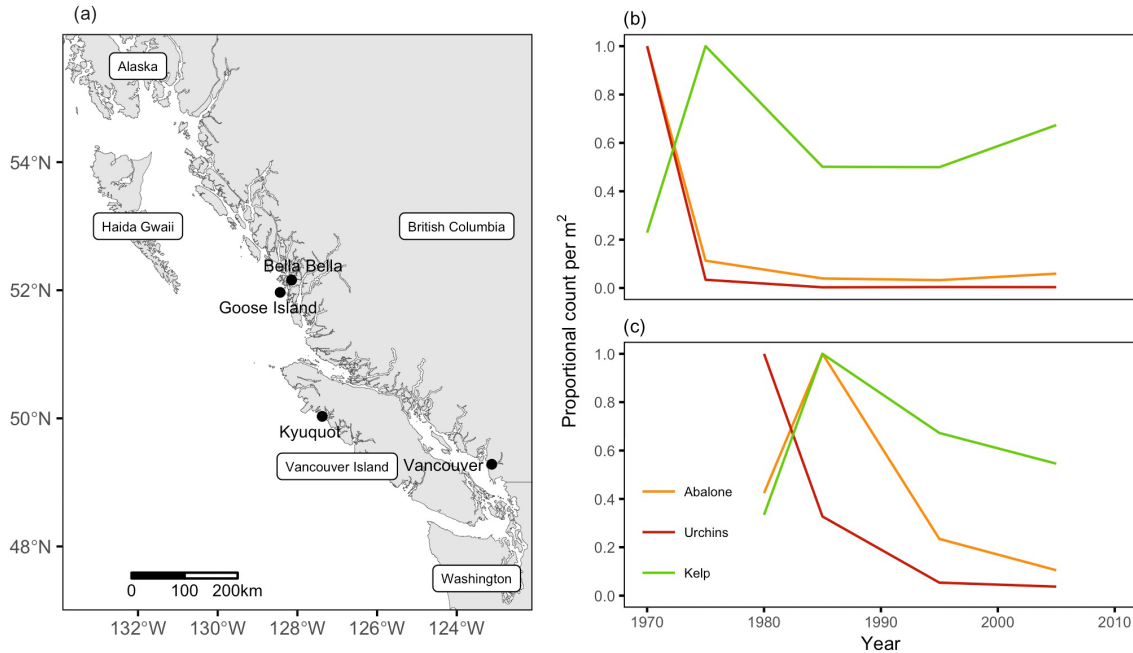 (a)
Alaska
54°N
Haida Gwaii
British Columbia
Bella Bella
52°N
Goose Island
50°N
Kyuquot
Vancouver Island
Vancouver
48°N
Washington
0 100 200km
132°W 130°W 128°W 126°W 124°W
Proportional count per m²
(b)
1.0
0.8
0.6
0.4
0.2
0.0
(c)
1.0
0.8
0.6
0.4
0.2
0.0
Abalone
Urchins
Kelp
1970 1980 1990 2000 2010
Year